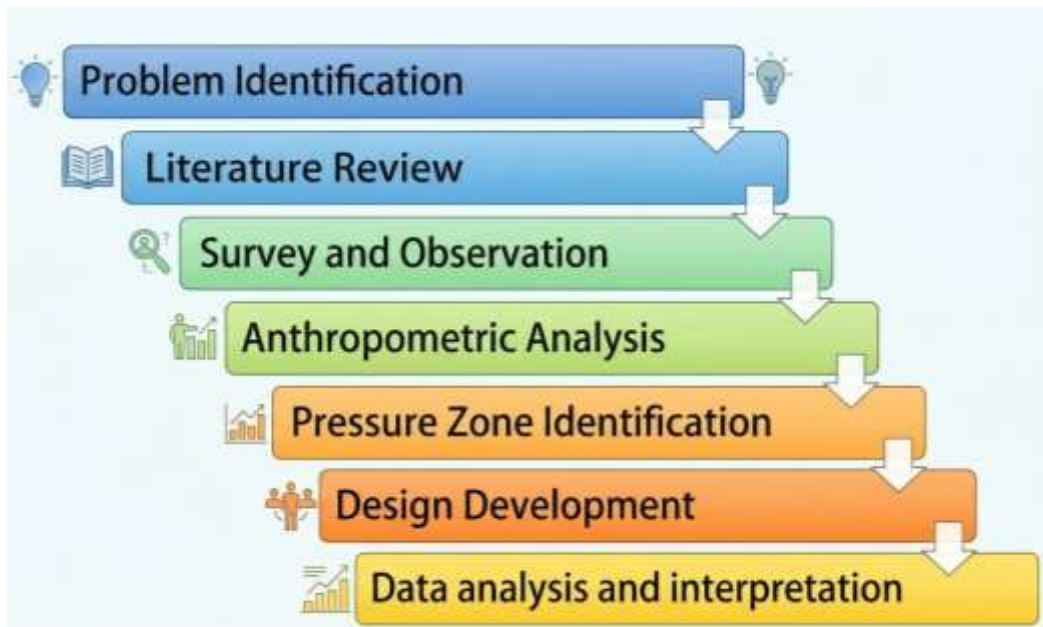 Problem Identification
Literature Review
Survey and Observation
Anthropometric Analysis
Pressure Zone Identification
Design Development
Data analysis and interpretation